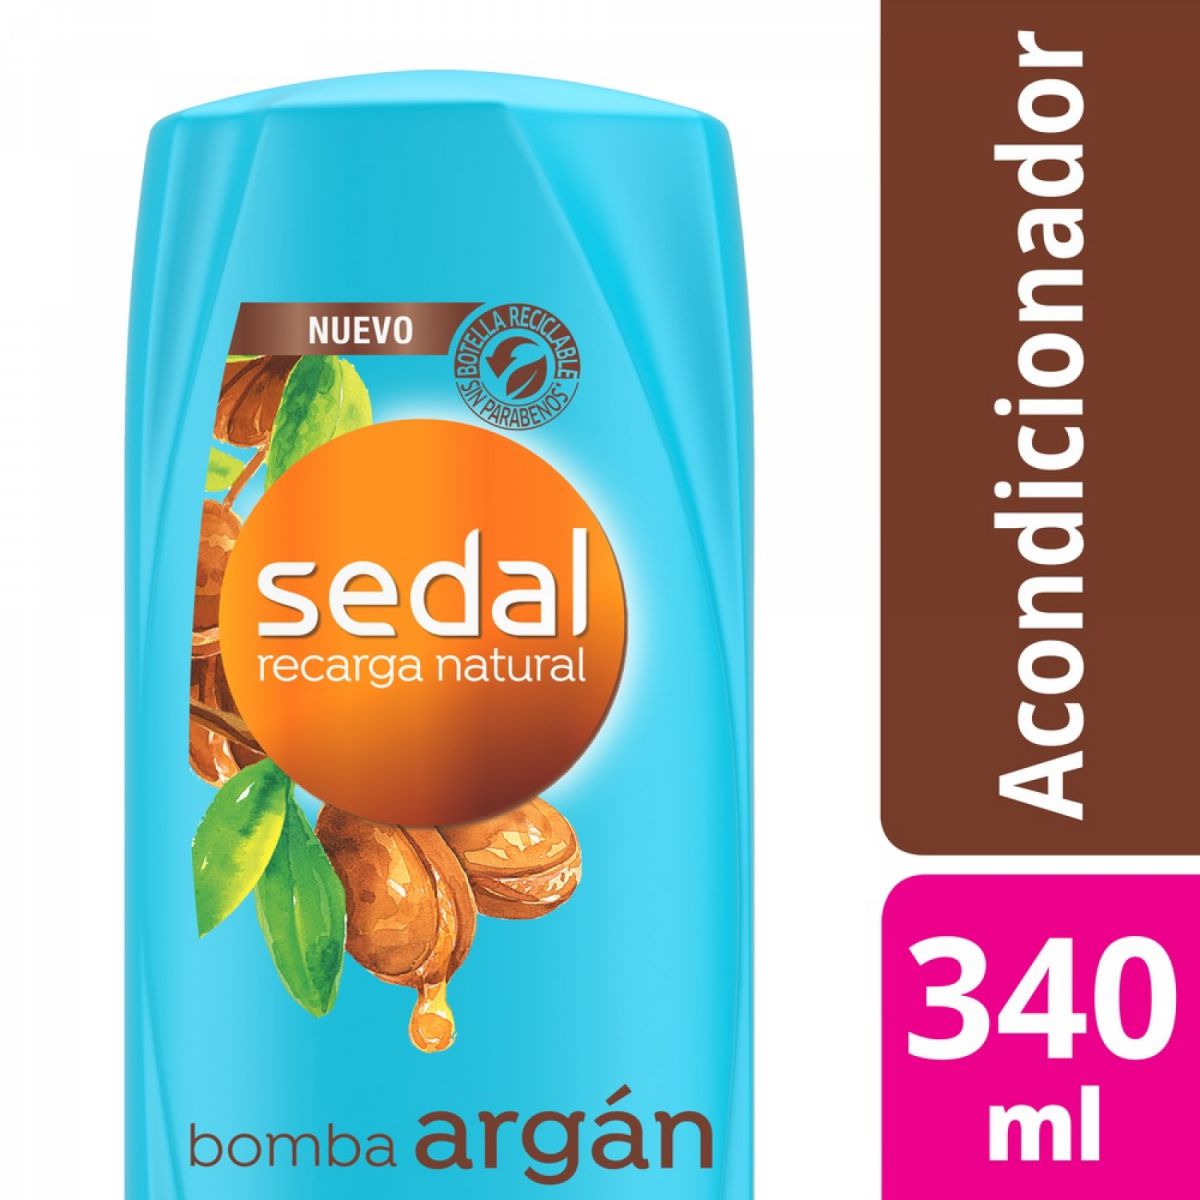 NUEVO
BOTELLA RECICLABLE
SIN PARABENOS*
sedal
recarga natural
bomba argán
Acondicionador
340
ml